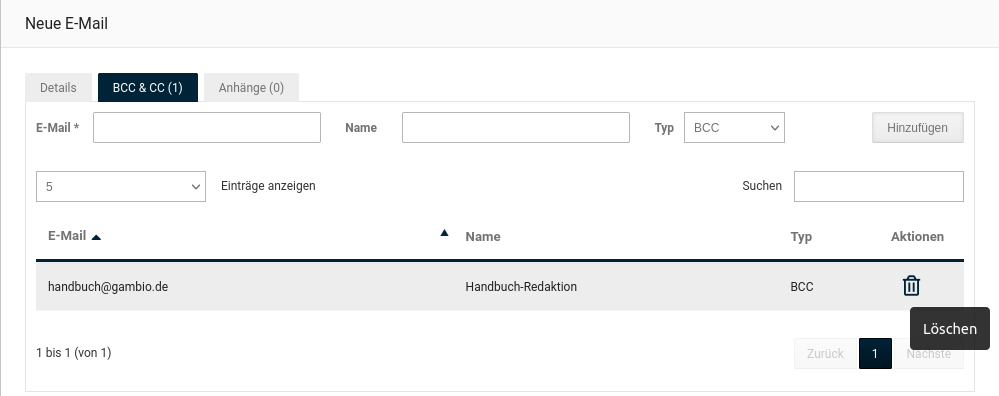 Neue E-Mail
Details BCC & CC (1) Anhänge (0)
E-Mail * Name Typ BCC Hinzufügen
5 Einträge anzeigen Suchen
E-Mail Name Typ Aktionen
handbuch@gambio.de Handbuch-Redaktion BCC
Löschen
1 bis 1 (von 1) Zurück 1 Nächste